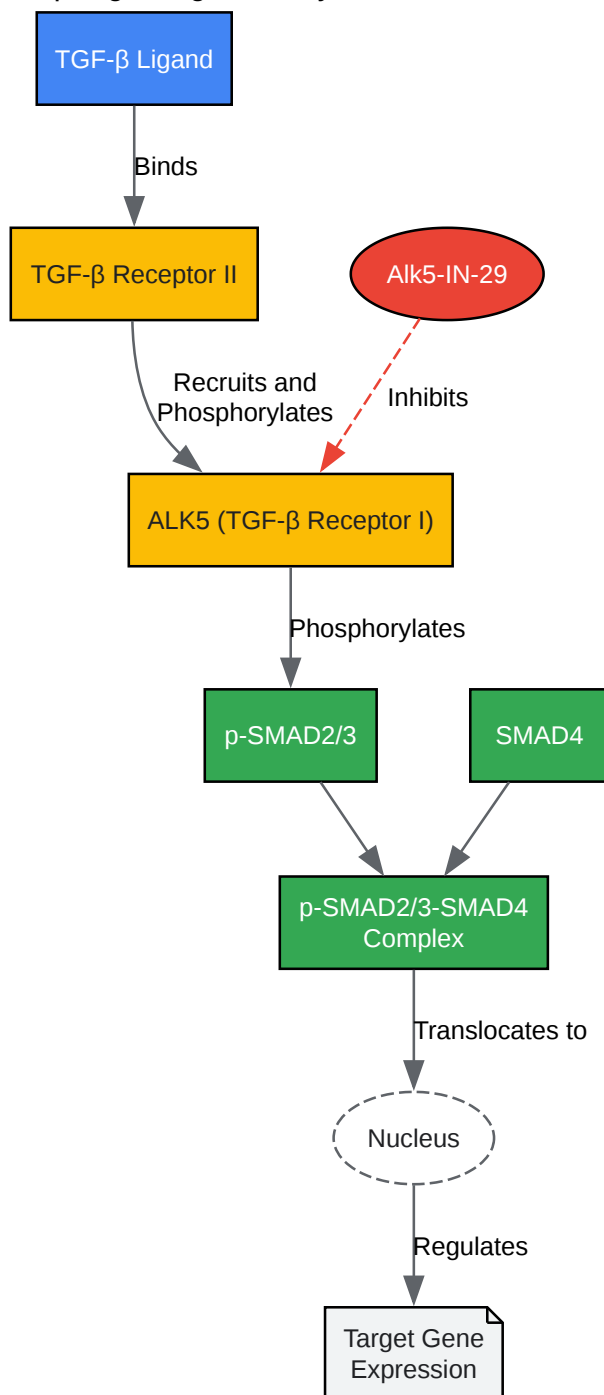 TGF-β Ligand
Binds
TGF-β Receptor II
Alk5-IN-29
Recruits and
Phosphorylates
Inhibits
ALK5 (TGF-β Receptor I)
Phosphorylates
p-SMAD2/3
SMAD4
p-SMAD2/3-SMAD4
Complex
Translocates to
Nucleus
Regulates
Target Gene
Expression